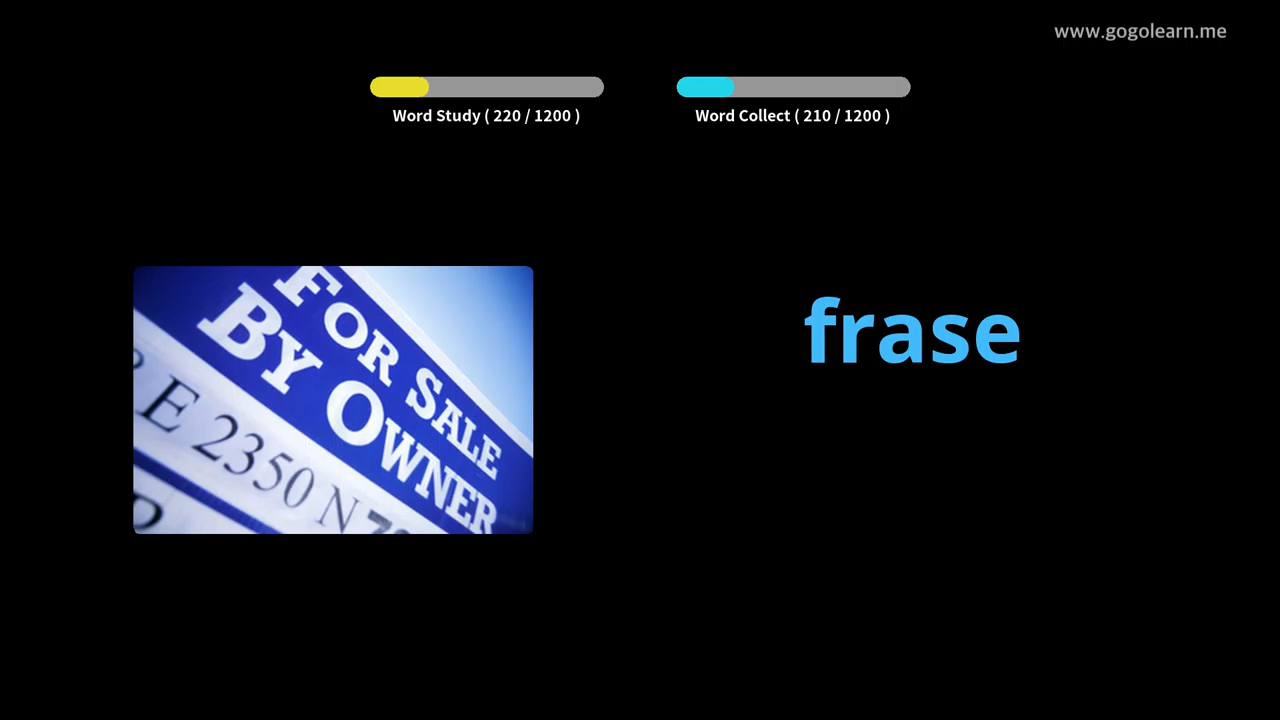 www.gogolearn.me
Word Study ( 220 / 1200 )
Word Collect ( 210 / 1200 )
FOR SALE
BY OWNER
E 2350 N
frase